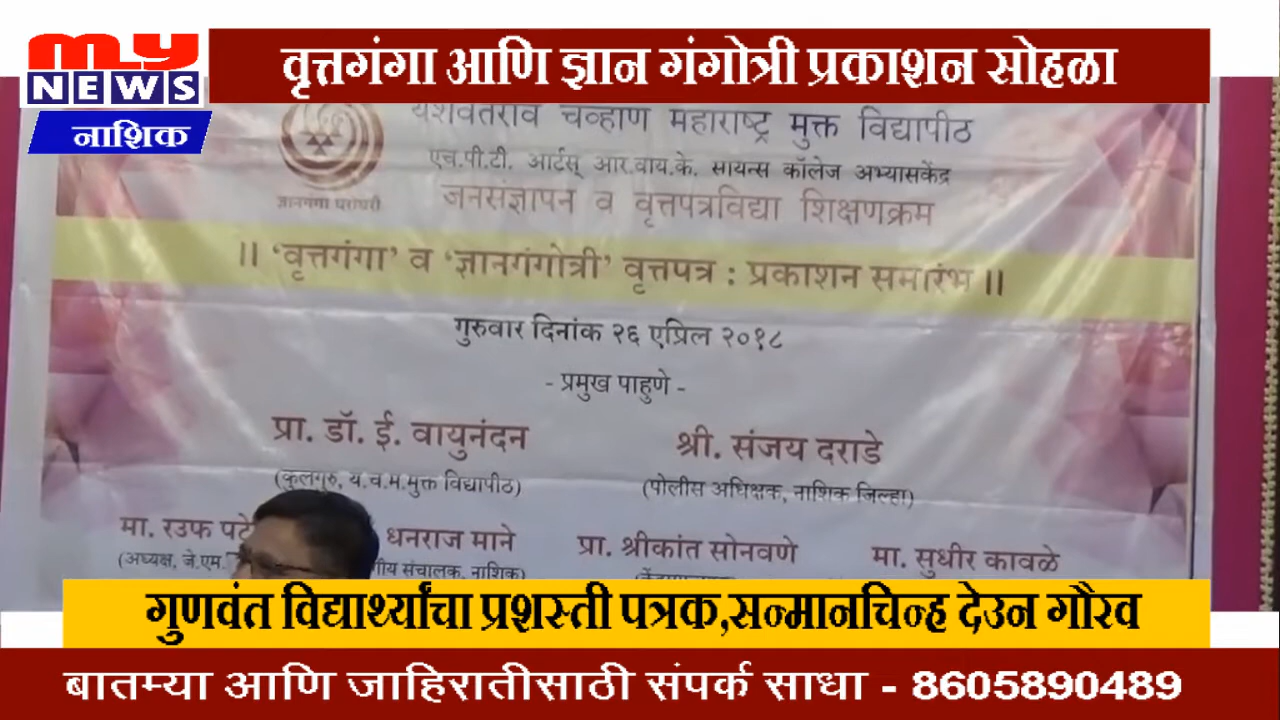 my
NEWS
नाशिक
वृत्तगंगा आणि ज्ञान गंगोत्री प्रकाशन सोहळा
यशवंतराव चव्हाण महाराष्ट्र मुक्त विद्यापीठ
एच.पी.टी. आर्टस् आर.वाय.के. सायन्स कॉलेज अभ्यासकेंद्र
ज्ञानगंगा घरोघरी
जनसंज्ञापन व वृत्तपत्रविद्या शिक्षणक्रम
।। 'वृत्तगंगा' व 'ज्ञानगंगोत्री' वृत्तपत्र : प्रकाशन समारंभ ।।
गुरुवार दिनांक २६ एप्रिल २०१८
- प्रमुख पाहुणे -
प्रा. डॉ. ई. वायुनंदन श्री. संजय दराडे
(कुलगुरु, य.च.म.मुक्त विद्यापीठ) (पोलीस अधिक्षक, नाशिक जिल्हा)
मा. रउफ धनराज माने प्रा. श्रीकांत सोनवणे मा. सुधीर कावळे
(अध्यक्ष, जे.एम. संचालक, नाशिक)
गुणवंत विद्यार्थ्यांचा प्रशस्ती पत्रक,सन्मानचिन्ह देउन गौरव
बातम्या आणि जाहिरातीसाठी संपर्क साधा - 8605890489